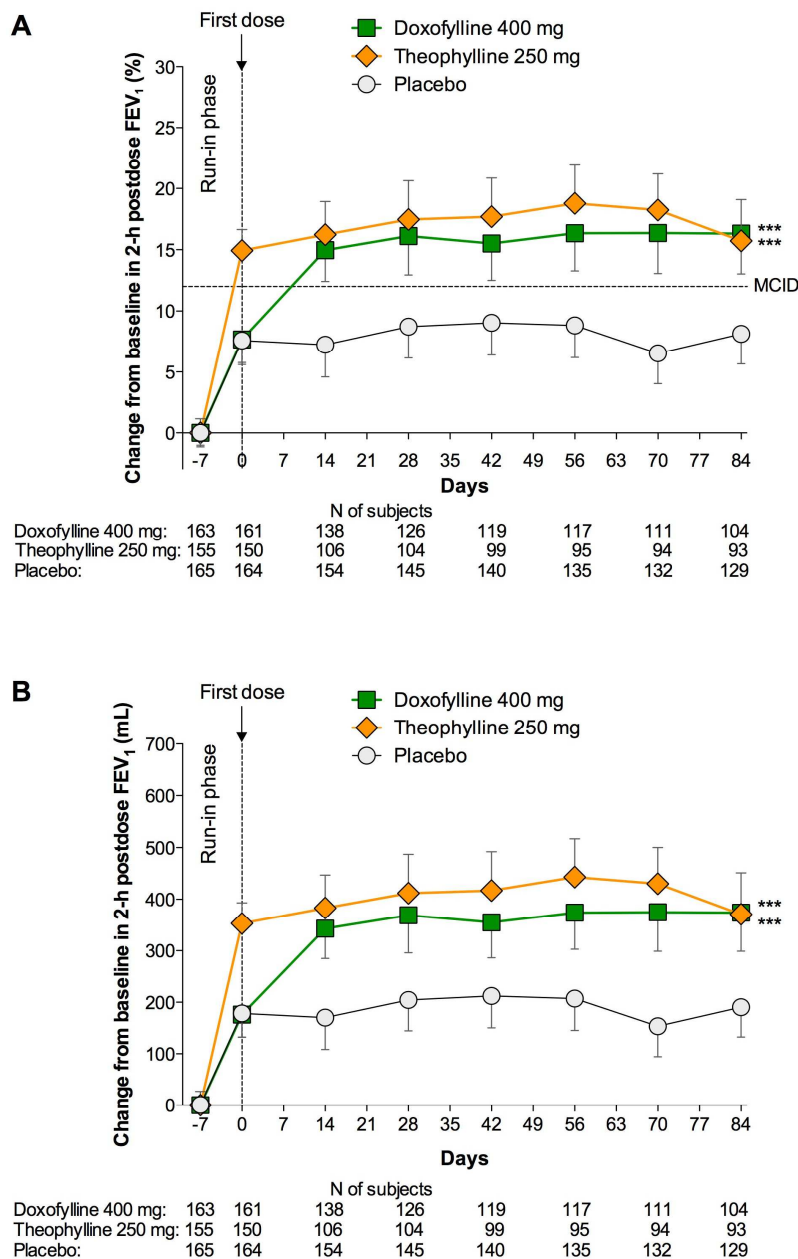 A
First dose
Doxofylline 400 mg
Theophylline 250 mg
Placebo
Change from baseline in 2-h postdose FEV₁ (%)
Run-in phase
30
25
20
15
10
5
0
***
***
MCID
-7 0 7 14 21 28 35 42 49 56 63 70 77 84
Days
N of subjects
Doxofylline 400 mg: 163 161 138 126 119 117 111 104
Theophylline 250 mg: 155 150 106 104 99 95 94 93
Placebo: 165 164 154 145 140 135 132 129
B
First dose
Doxofylline 400 mg
Theophylline 250 mg
Placebo
Change from baseline in 2-h postdose FEV₁ (mL)
Run-in phase
700
600
500
400
300
200
100
0
***
***
-7 0 7 14 21 28 35 42 49 56 63 70 77 84
Days
N of subjects
Doxofylline 400 mg: 163 161 138 126 119 117 111 104
Theophylline 250 mg: 155 150 106 104 99 95 94 93
Placebo: 165 164 154 145 140 135 132 129